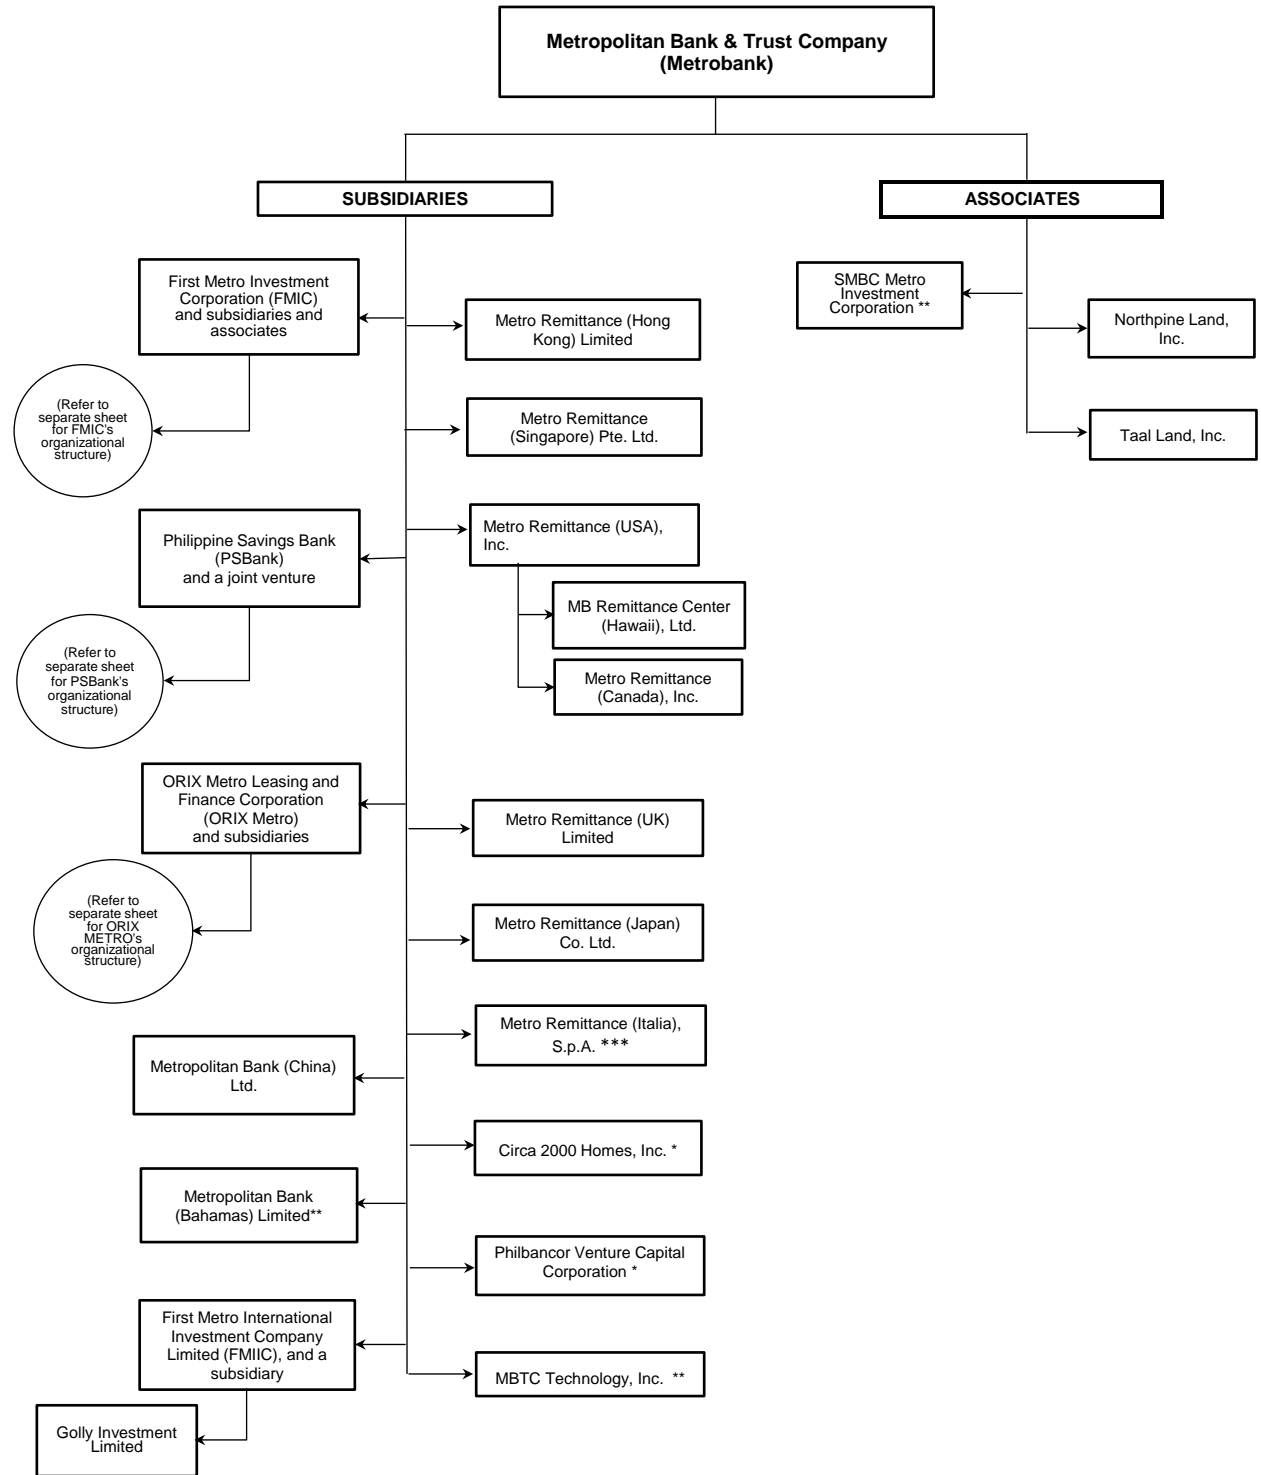 Metropolitan Bank & Trust Company
(Metrobank)
SUBSIDIARIES
ASSOCIATES
First Metro Investment
Corporation (FMIC)
and subsidiaries and
associates
SMBC Metro
Investment
Corporation **
Metro Remittance (Hong
Kong) Limited
Northpine Land,
Inc.
(Refer to
separate sheet
for FMIC's
organizational
structure)
Metro Remittance
(Singapore) Pte. Ltd.
Taal Land, Inc.
Philippine Savings Bank
(PSBank)
and a joint venture
Metro Remittance (USA),
Inc.
MB Remittance Center
(Hawaii), Ltd.
(Refer to
separate sheet
for PSBank's
organizational
structure)
Metro Remittance
(Canada), Inc.
ORIX Metro Leasing and
Finance Corporation
(ORIX Metro)
and subsidiaries
Metro Remittance (UK)
Limited
(Refer to
separate sheet
for ORIX
METRO's
organizational
structure)
Metro Remittance (Japan)
Co. Ltd.
Metro Remittance (Italia),
S.p.A. ***
Metropolitan Bank (China)
Ltd.
Circa 2000 Homes, Inc. *
Metropolitan Bank
(Bahamas) Limited**
Philbancor Venture Capital
Corporation *
First Metro International
Investment Company
Limited (FMIIC), and a
subsidiary
MBTC Technology, Inc. **
Golly Investment
Limited